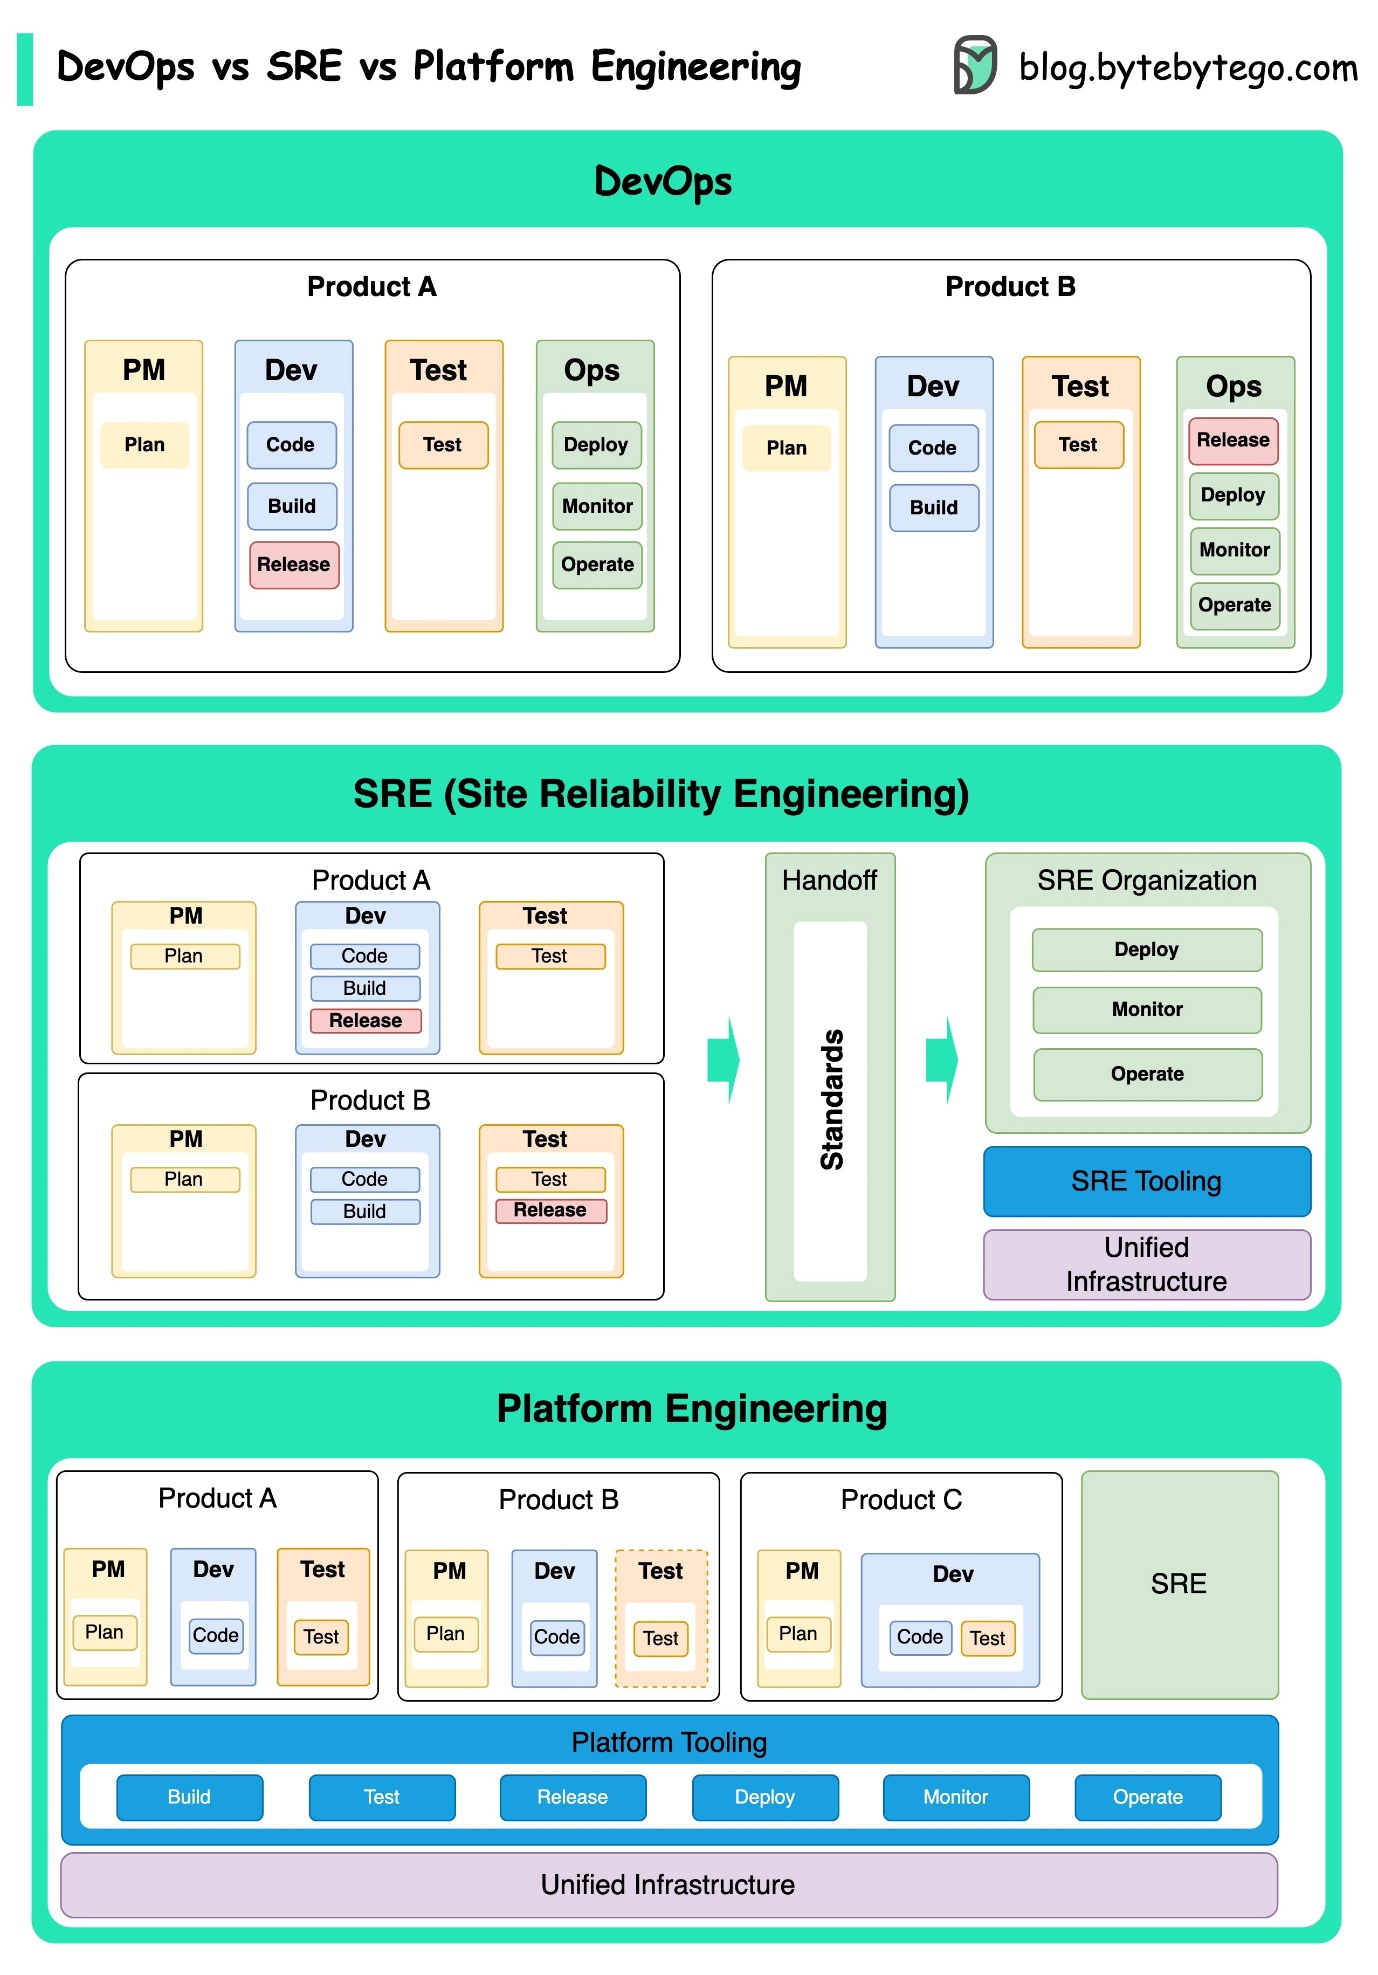 DevOps vs SRE vs Platform Engineering
blog.bytebytego.com
DevOps
Product A
PM
Plan
Dev
Code
Build
Release
Test
Test
Ops
Deploy
Monitor
Operate
Product B
PM
Plan
Dev
Code
Build
Test
Test
Ops
Release
Deploy
Monitor
Operate
SRE (Site Reliability Engineering)
Product A
PM
Plan
Dev
Code
Build
Release
Test
Test
Product B
PM
Plan
Dev
Code
Build
Test
Test
Release
Handoff
Standards
SRE Organization
Deploy
Monitor
Operate
SRE Tooling
Unified
Infrastructure
Platform Engineering
Product A
PM
Plan
Dev
Code
Test
Test
Product B
PM
Plan
Dev
Code
Test
Test
Product C
PM
Plan
Dev
Code
Test
SRE
Platform Tooling
Build
Test
Release
Deploy
Monitor
Operate
Unified Infrastructure